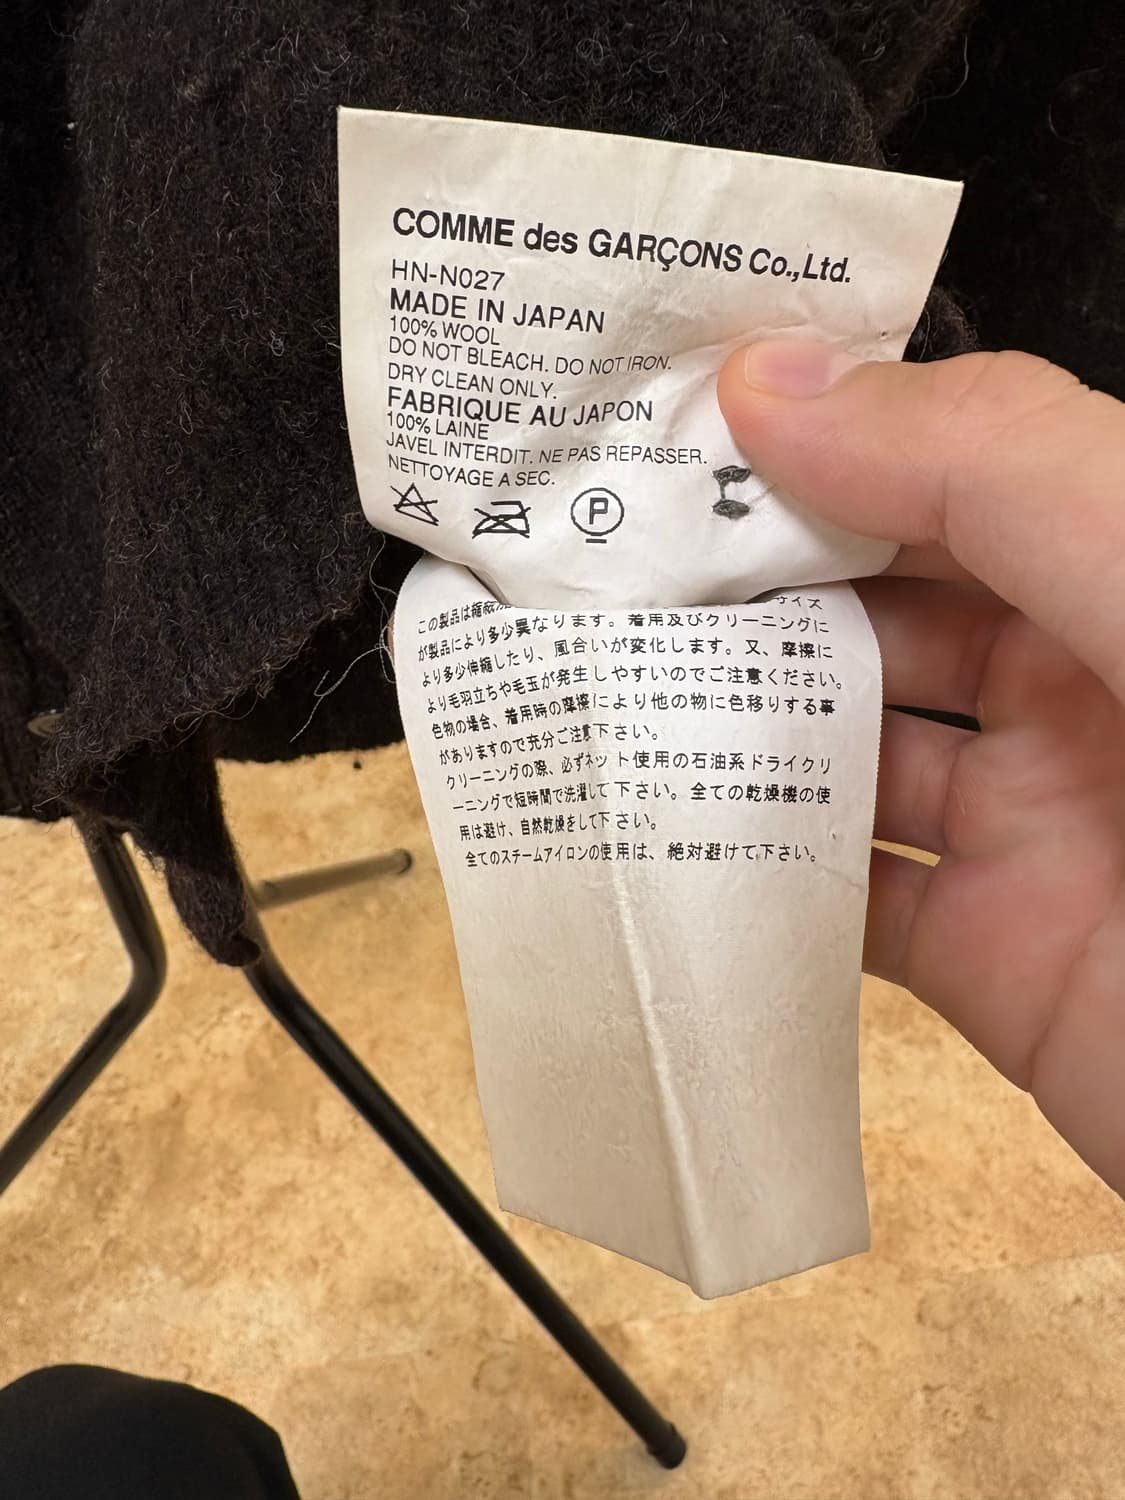 COMME des GARÇONS Co.,Ltd.
HN-N027
MADE IN JAPAN
100% WOOL
DO NOT BLEACH. DO NOT IRON.
DRY CLEAN ONLY.
FABRIQUE AU JAPON
100% LAINE
JAVEL INTERDIT. NE PAS REPASSER.
NETTOYAGE A SEC.
P
この製品は縮絨 サイズ
が製品により多少異なります。着用及びクリーニングに
より多少伸縮したり、風合いが変化します。又、摩擦に
より毛羽立ちや毛玉が発生しやすいのでご注意ください。
色物の場合、着用時の摩擦により他の物に色移りする事
がありますので充分ご注意下さい。
クリーニングの際、必ずネット使用の石油系ドライクリ
ーニングで短時間で洗濯して下さい。全ての乾燥機の使
用は避け、自然乾燥をして下さい。
全てのスチームアイロンの使用は、絶対避けて下さい。